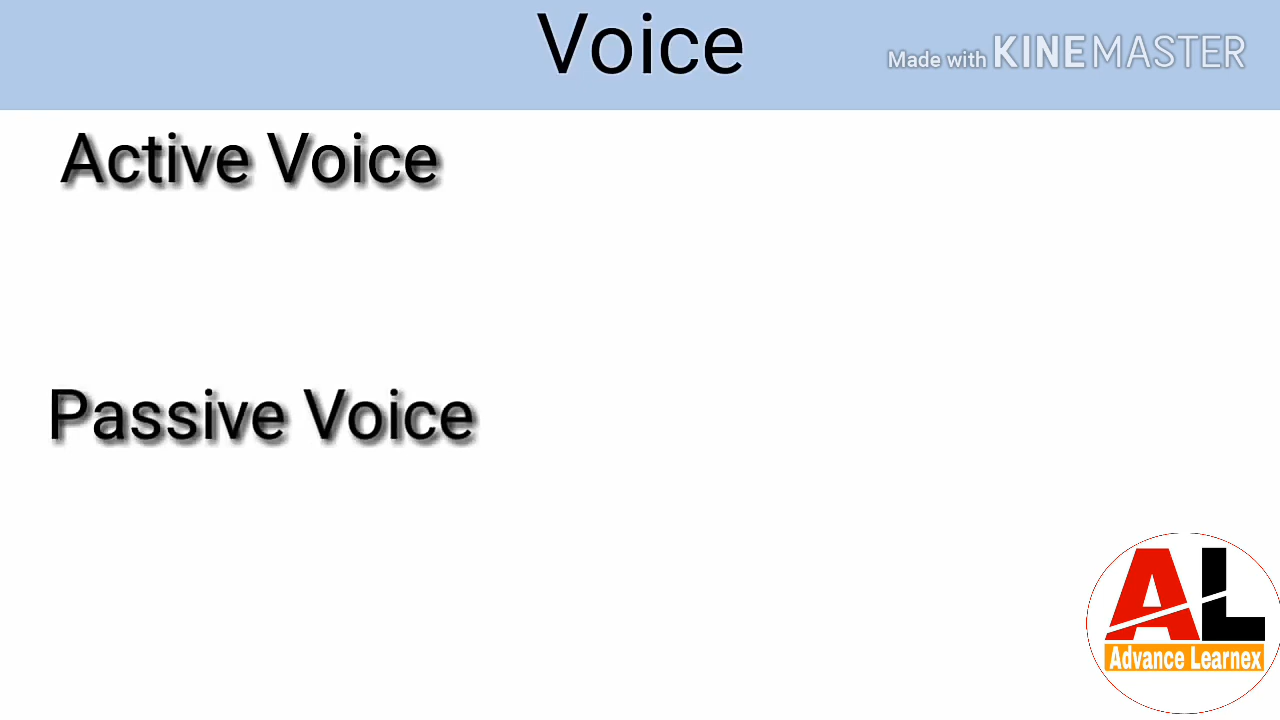 Voice
Made with KINEMASTER
Active Voice
Passive Voice
AL
Advance Learnex